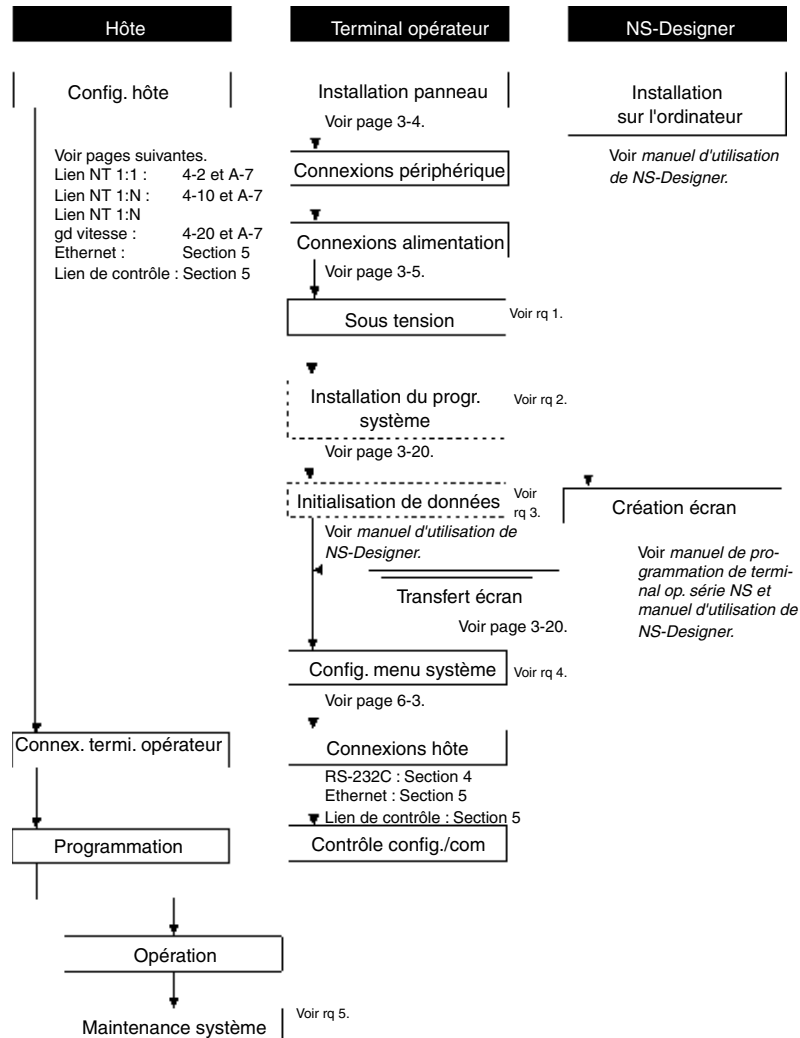 Hôte
Terminal opérateur
NS-Designer
Config. hôte
Voir pages suivantes.
Lien NT 1:1 : 4-2 et A-7
Lien NT 1:N : 4-10 et A-7
Lien NT 1:N
gd vitesse : 4-20 et A-7
Ethernet : Section 5
Lien de contrôle : Section 5
Installation panneau
Voir page 3-4.
Connexions périphérique
Connexions alimentation
Voir page 3-5.
Sous tension
Voir rq 1.
Installation du progr.
système
Voir rq 2.
Voir page 3-20.
Initialisation de données
Voir
rq 3.
Voir manuel d'utilisation de
NS-Designer.
Installation
sur l'ordinateur
Voir manuel d'utilisation
de NS-Designer.
Création écran
Voir manuel de pro-
grammation de termi-
nal op. série NS et
manuel d'utilisation de
NS-Designer.
Transfert écran
Voir page 3-20.
Config. menu système
Voir rq 4.
Voir page 6-3.
Connex. termi. opérateur
Connexions hôte
RS-232C : Section 4
Ethernet : Section 5
Lien de contrôle : Section 5
Programmation
Contrôle config./com
Opération
Maintenance système
Voir rq 5.